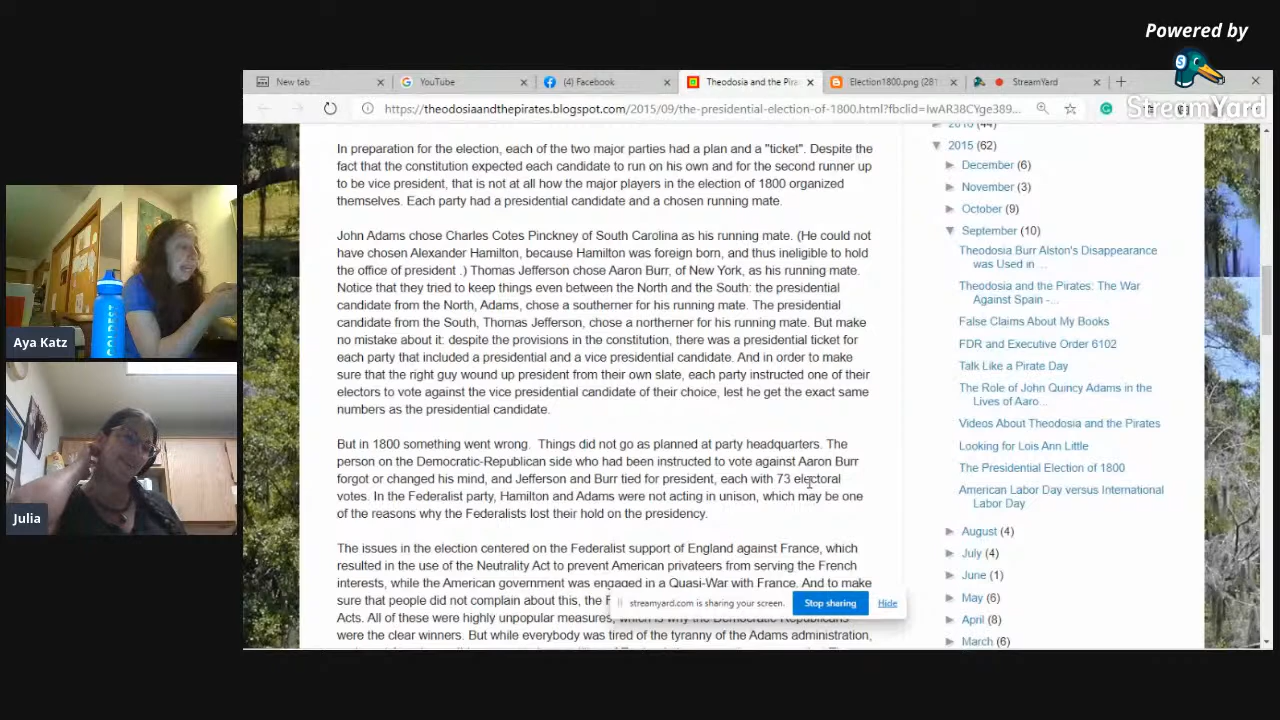 Powered by
StreamYard
New tab
YouTube
(4) Facebook
Theodosia and the Pira
Election1800.png (281
StreamYard
https://theodosiaandthepirates.blogspot.com/2015/09/the-presidential-election-of-1800.html?fbclid=IwAR38CYge389...
In preparation for the election, each of the two major parties had a plan and a "ticket". Despite the
fact that the constitution expected each candidate to run on his own and for the second runner up
to be vice president, that is not at all how the major players in the election of 1800 organized
themselves. Each party had a presidential candidate and a chosen running mate.
John Adams chose Charles Cotes Pinckney of South Carolina as his running mate. (He could not
have chosen Alexander Hamilton, because Hamilton was foreign born, and thus ineligible to hold
the office of president .) Thomas Jefferson chose Aaron Burr, of New York, as his running mate.
Notice that they tried to keep things even between the North and the South: the presidential
candidate from the North, Adams, chose a southerner for his running mate. The presidential
candidate from the South, Thomas Jefferson, chose a northerner for his running mate. But make
no mistake about it: despite the provisions in the constitution, there was a presidential ticket for
each party that included a presidential and a vice presidential candidate. And in order to make
sure that the right guy wound up president from their own slate, each party instructed one of their
electors to vote against the vice presidential candidate of their choice, lest he get the exact same
numbers as the presidential candidate.
But in 1800 something went wrong. Things did not go as planned at party headquarters. The
person on the Democratic-Republican side who had been instructed to vote against Aaron Burr
forgot or changed his mind, and Jefferson and Burr tied for president, each with 73 electoral
votes. In the Federalist party, Hamilton and Adams were not acting in unison, which may be one
of the reasons why the Federalists lost their hold on the presidency.
The issues in the election centered on the Federalist support of England against France, which
resulted in the use of the Neutrality Act to prevent American privateers from serving the French
interests, while the American government was engaged in a Quasi-War with France. And to make
sure that people did not complain about this, the F
Acts. All of these were highly unpopular measures, which is why the Democratic Republicans
were the clear winners. But while everybody was tired of the tyranny of the Adams administration,
streamyard.com is sharing your screen.
Stop sharing
Hide
2016 (44)
2015 (62)
December (6)
November (3)
October (9)
September (10)
Theodosia Burr Alston's Disappearance
was Used in ...
Theodosia and the Pirates: The War
Against Spain -...
False Claims About My Books
FDR and Executive Order 6102
Talk Like a Pirate Day
The Role of John Quincy Adams in the
Lives of Aaro...
Videos About Theodosia and the Pirates
Looking for Lois Ann Little
The Presidential Election of 1800
American Labor Day versus International
Labor Day
August (4)
July (4)
June (1)
May (6)
April (8)
March (6)
Aya Katz
Julia